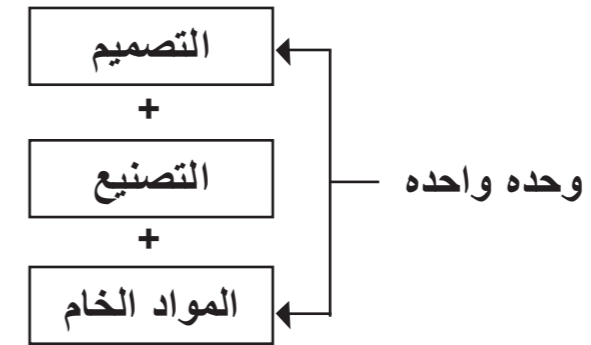 التصميم
+
التصنيع
وحده واحده
+
المواد الخام